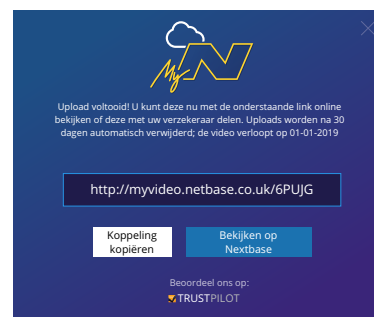 My N
Upload voltooid! U kunt deze nu met de onderstaande link online
bekijken of deze met uw verzekeraar delen. Uploads worden na 30
dagen automatisch verwijderd; de video verloopt op 01-01-2019
http://myvideo.netbase.co.uk/6PUJG
Koppeling
kopiëren
Bekijken op
Nextbase
Beoordeel ons op:
TRUSTPILOT